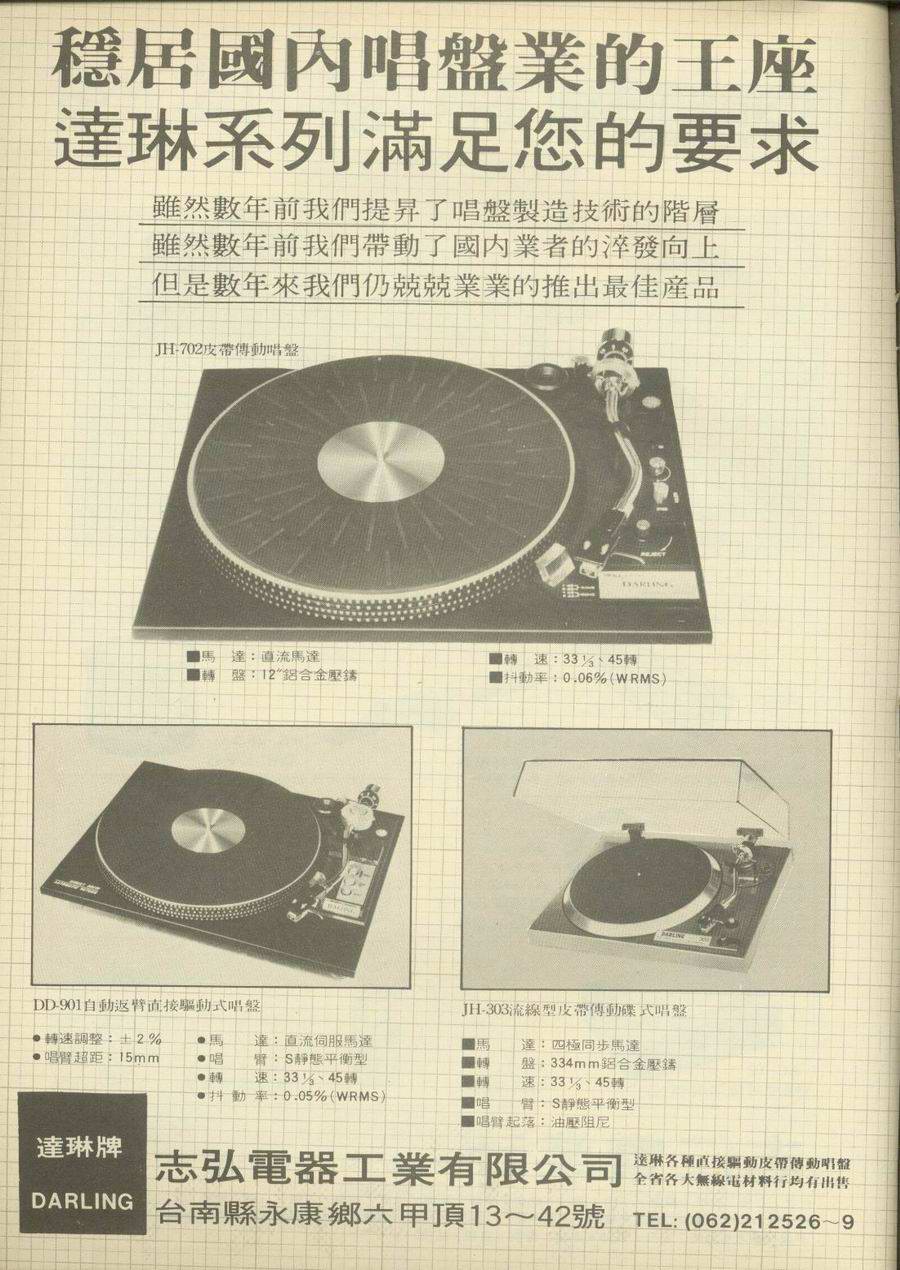 穩居國內唱盤業的王座
達琳系列滿足您的要求
雖然數年前我們提昇了唱盤製造技術的階層
雖然數年前我們帶動了國內業者的淬發向上
但是數年來我們仍兢兢業業的推出最佳產品
JH-702皮帶傳動唱盤
REJECT
DARLING
■馬　達：直流馬達
■轉　盤：12"鋁合金壓鑄
■轉　速：33⅓、45轉
■抖動率：0.06%(WRMS)
DARLING
DARLING
DD-901自動返臂直接驅動式唱盤
●轉速調整：±2%
●唱臂超距：15mm
●馬　　達：直流伺服馬達
●唱　　臂：S靜態平衡型
●轉　　速：33⅓、45轉
●抖 動 率：0.05%(WRMS)
JH-303流線型皮帶傳動碟式唱盤
■馬　　達：四極同步馬達
■轉　　盤：334mm鋁合金壓鑄
■轉　　速：33⅓、45轉
■唱　　臂：S靜態平衡型
■唱臂起落：油壓阻尼
達琳牌
DARLING
志弘電器工業有限公司
達琳各種直接驅動皮帶傳動唱盤
全省各大無線電材料行均有出售
台南縣永康鄉六甲頂13～42號
TEL: (062)212526～9